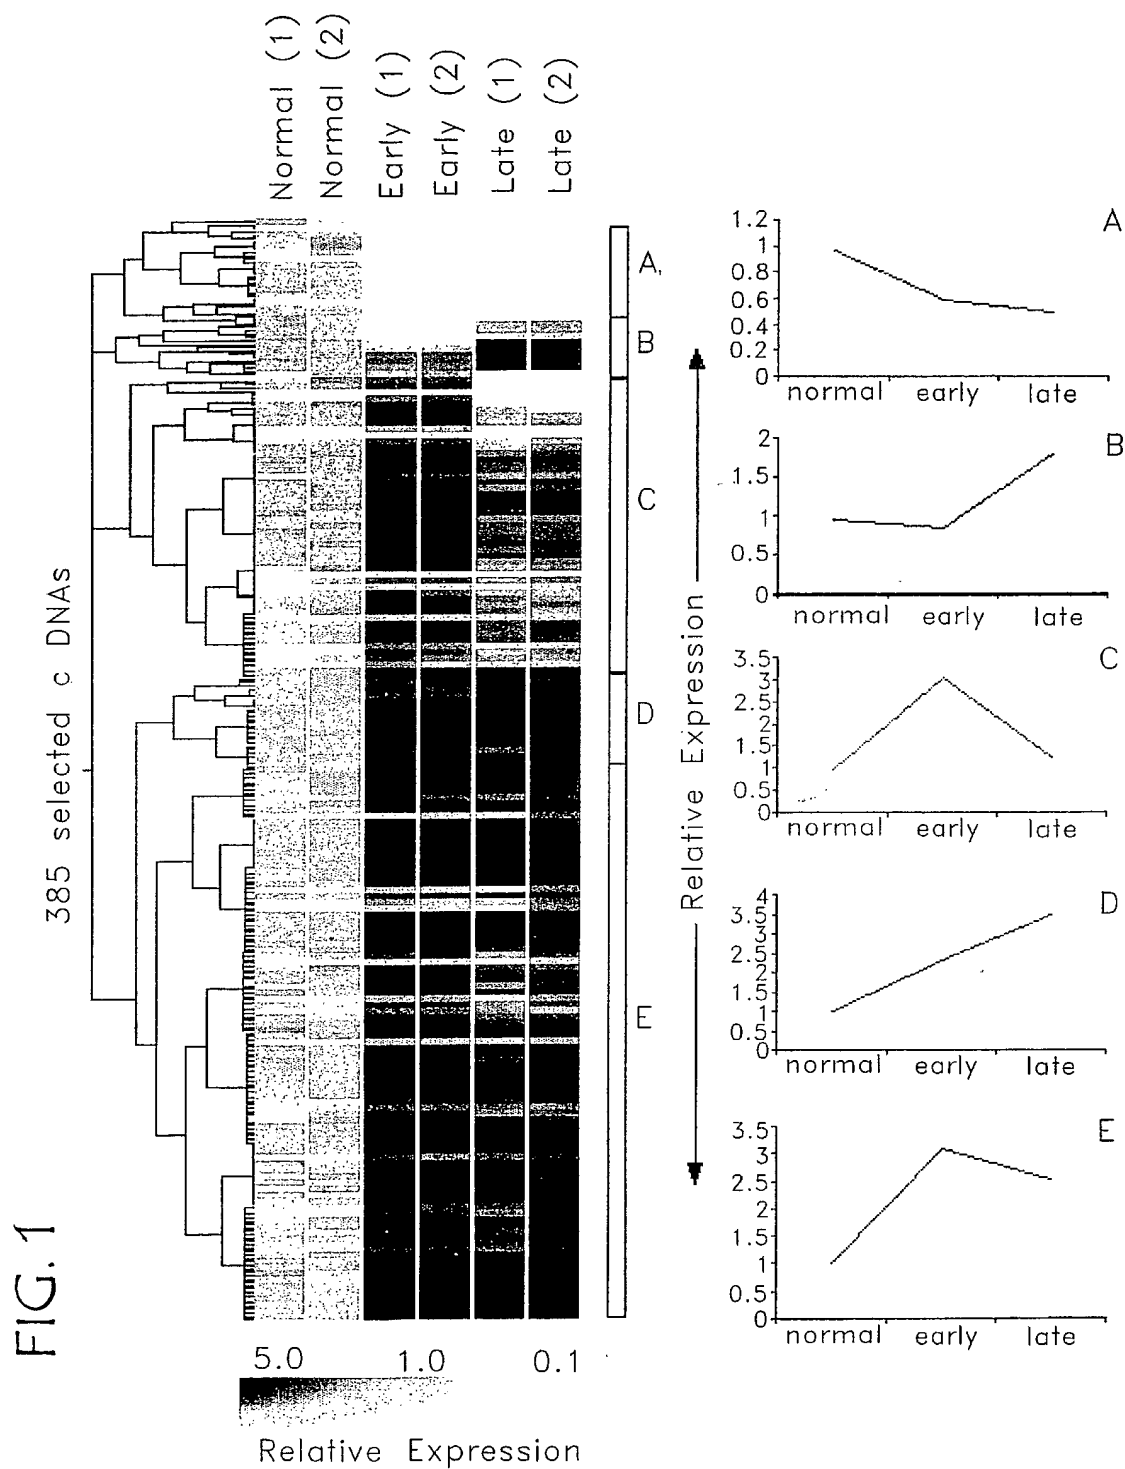 FIG. 1
385 selected c DNAs
Normal (1)
Normal (2)
Early (1)
Early (2)
Late (1)
Late (2)
A,
B
C
D
E
5.0 1.0 0.1
Relative Expression
Relative Expression
A
1.2
1
0.8
0.6
0.4
0.2
0
normal early late
B
2
1.5
1
0.5
0
normal early late
C
3.5
3
2.5
2
1.5
1
0.5
0
normal early late
D
4
3.5
3
2.5
2
1.5
1
0.5
0
normal early late
E
3.5
3
2.5
2
1.5
1
0.5
0
normal early late